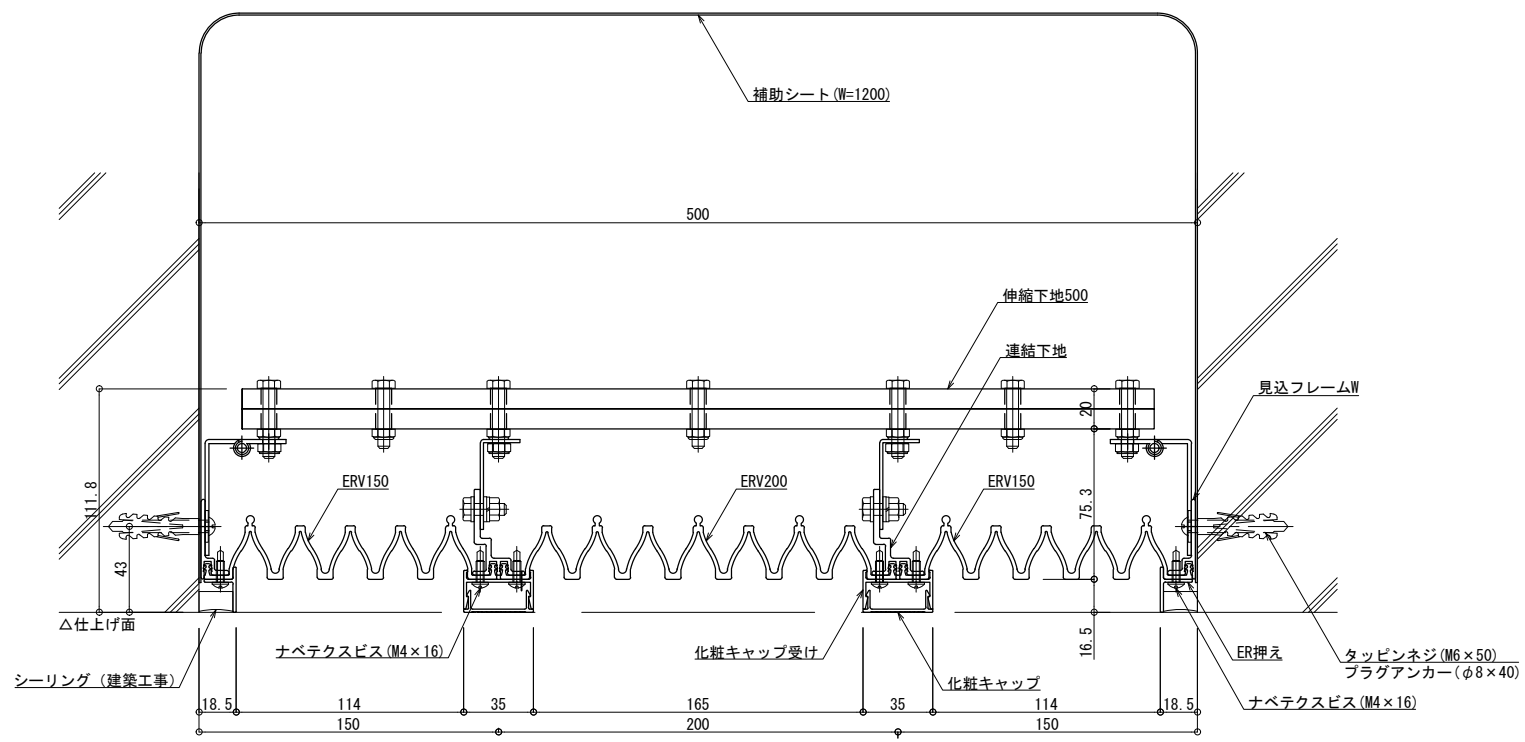 補助シート(W=1200)
500
伸縮下地500
連結下地
見込フレームW
20
111.8
ERV150
ERV200
ERV150
75.3
43
△仕上げ面
16.5
ナベテクスビス(M4×16)
化粧キャップ受け
ER押え
タッピンネジ(M6×50)
プラグアンカー(φ8×40)
シーリング（建築工事）
化粧キャップ
ナベテクスビス(M4×16)
18.5
114
35
165
35
114
18.5
150
200
150